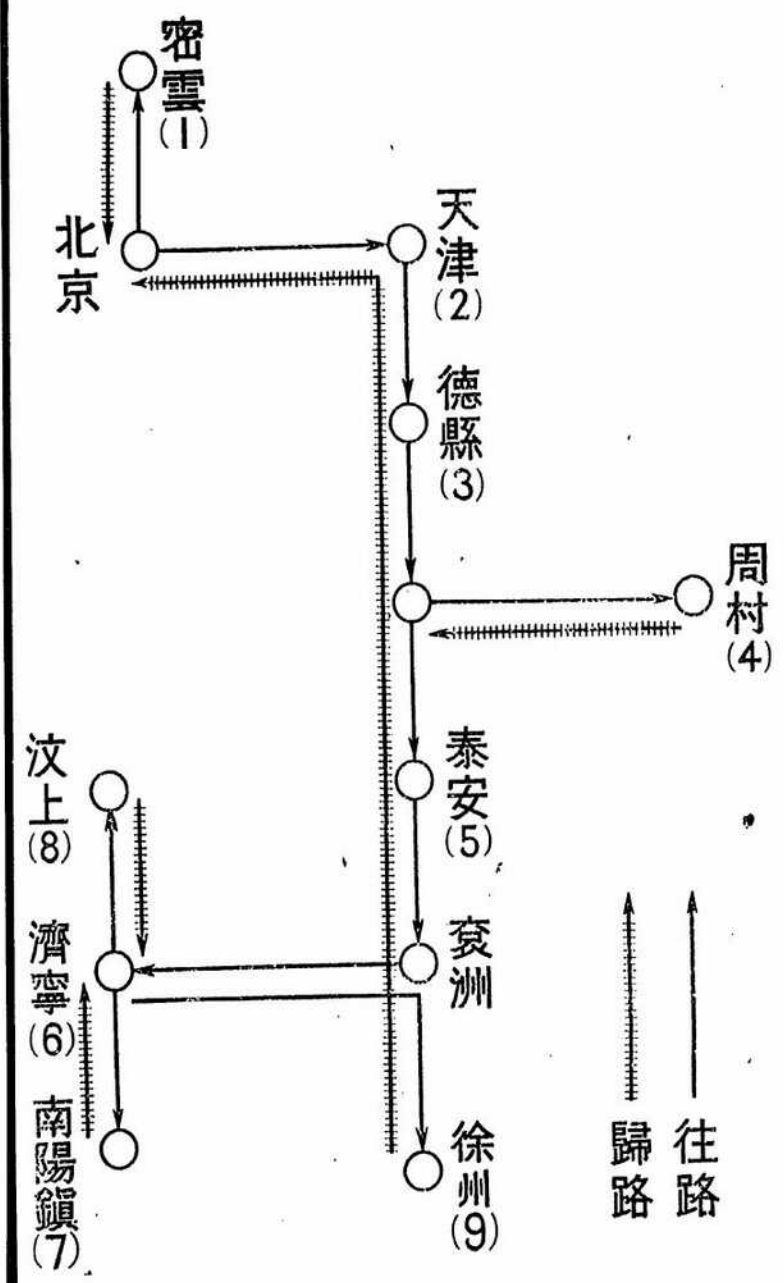 密雲
(1)
北京
天津
(2)
德縣
(3)
周村
(4)
泰安
(5)
兗洲
濟寧
(6)
南陽鎭
(7)
汶上
(8)
徐州
(9)
往路
歸路